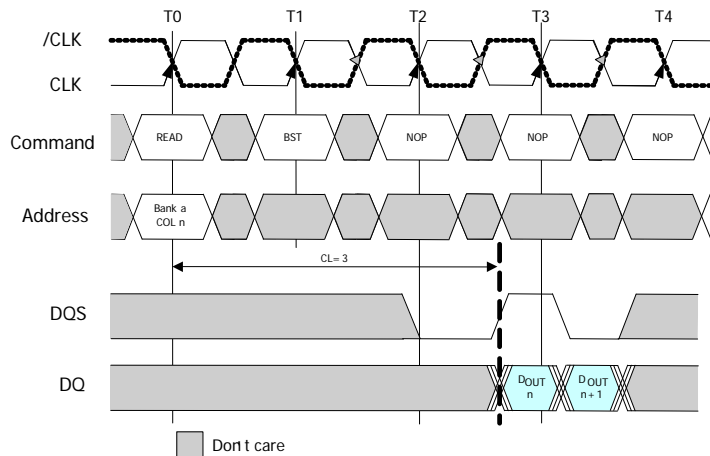 T0 T1 T2 T3 T4
/CLK
CLK
Command
READ BST NOP NOP NOP
Address
Bank a
COL n
CL= 3
DQS
DQ
DOUT
n
DOUT
n+1
Don't care